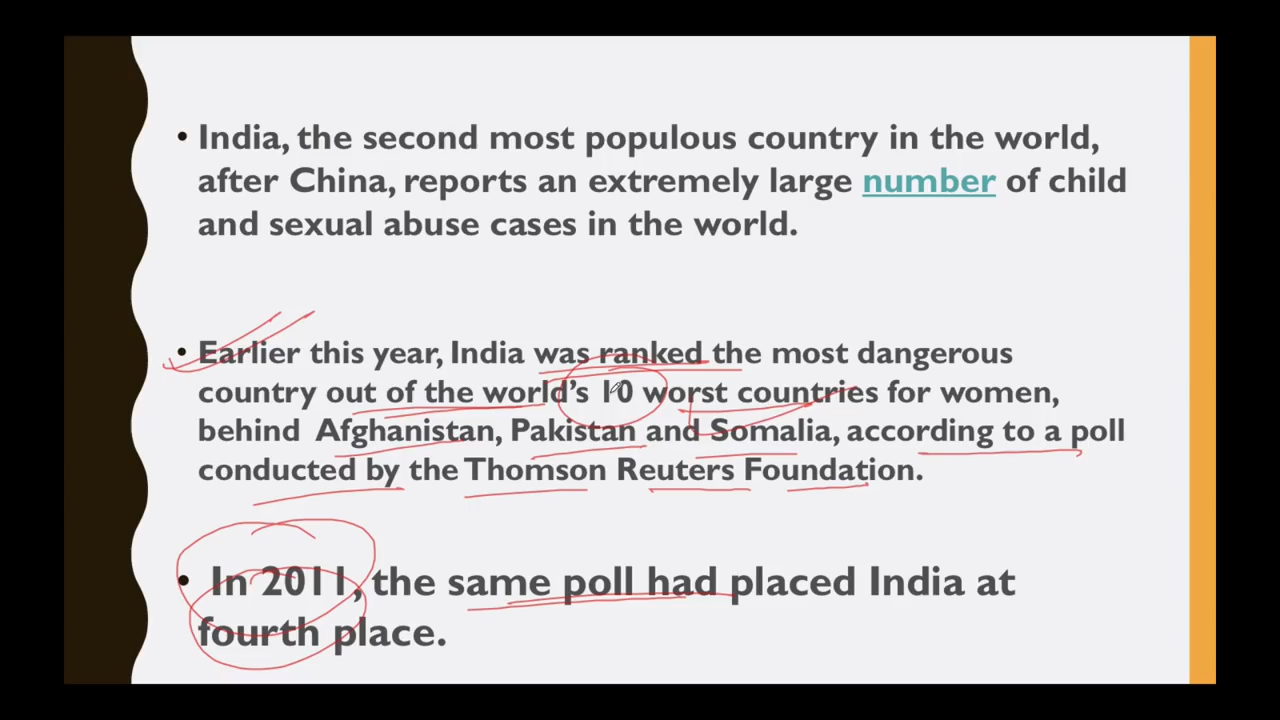 • India, the second most populous country in the world,
after China, reports an extremely large number of child
and sexual abuse cases in the world.
• Earlier this year, India was ranked the most dangerous
country out of the world’s 10 worst countries for women,
behind Afghanistan, Pakistan and Somalia, according to a poll
conducted by the Thomson Reuters Foundation.
• In 2011, the same poll had placed India at
fourth place.